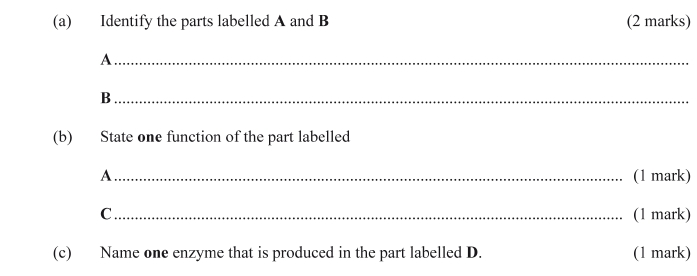 (a) Identify the parts labelled A and B (2 marks)
A ........................................................................................................................
B ........................................................................................................................
(b) State one function of the part labelled
A ............................................................................................................ (1 mark)
C ............................................................................................................ (1 mark)
(c) Name one enzyme that is produced in the part labelled D. (1 mark)